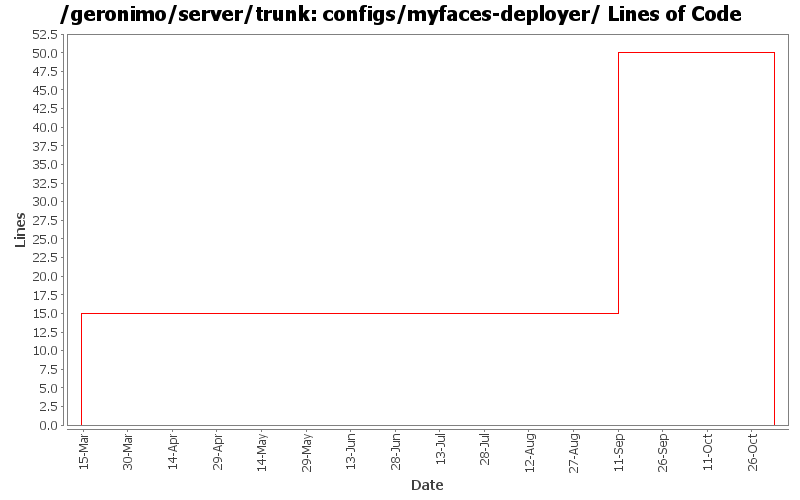 /geronimo/server/trunk: configs/myfaces-deployer/ Lines of Code
52.5
50.0
47.5
45.0
42.5
40.0
37.5
35.0
32.5
30.0
27.5
25.0
22.5
20.0
17.5
15.0
12.5
10.0
7.5
5.0
2.5
0.0
Lines
15-Mar
30-Mar
14-Apr
29-Apr
14-May
29-May
13-Jun
28-Jun
13-Jul
28-Jul
12-Aug
27-Aug
11-Sep
26-Sep
11-Oct
26-Oct
Date